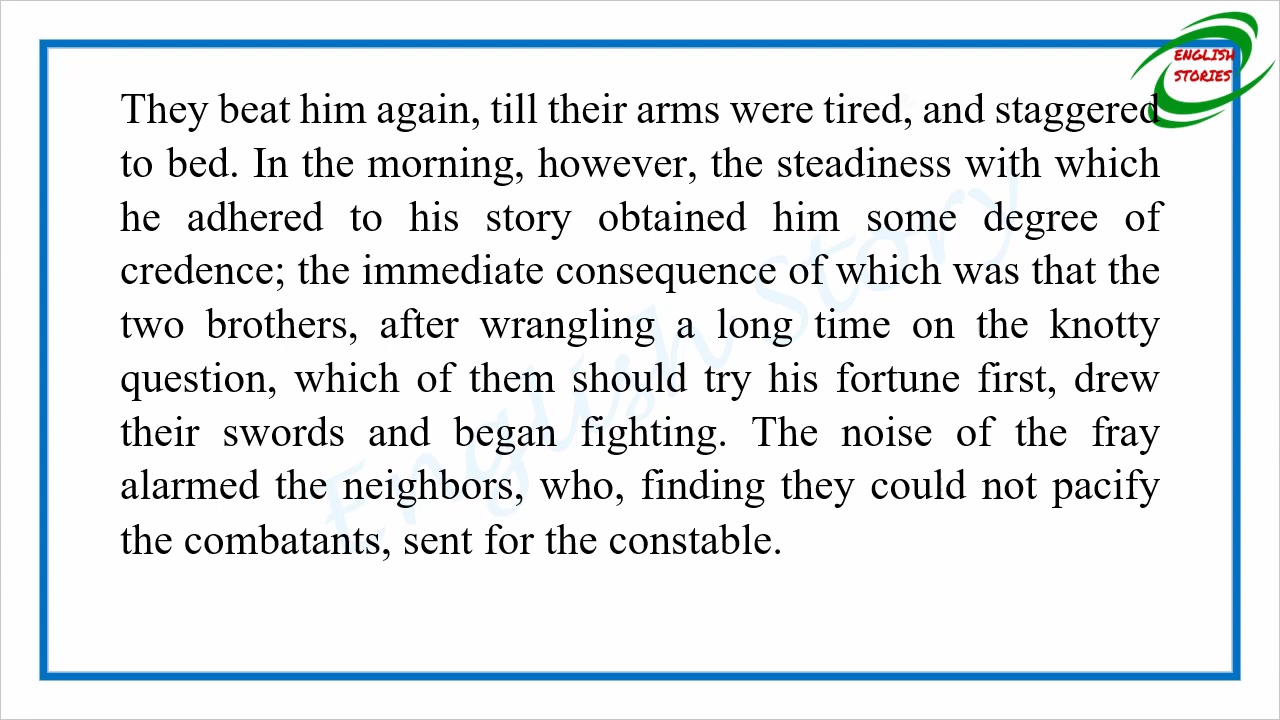 ENGLISH
STORIES
They beat him again, till their arms were tired, and staggered
to bed. In the morning, however, the steadiness with which
he adhered to his story obtained him some degree of
credence; the immediate consequence of which was that the
two brothers, after wrangling a long time on the knotty
question, which of them should try his fortune first, drew
their swords and began fighting. The noise of the fray
alarmed the neighbors, who, finding they could not pacify
the combatants, sent for the constable.
English Story